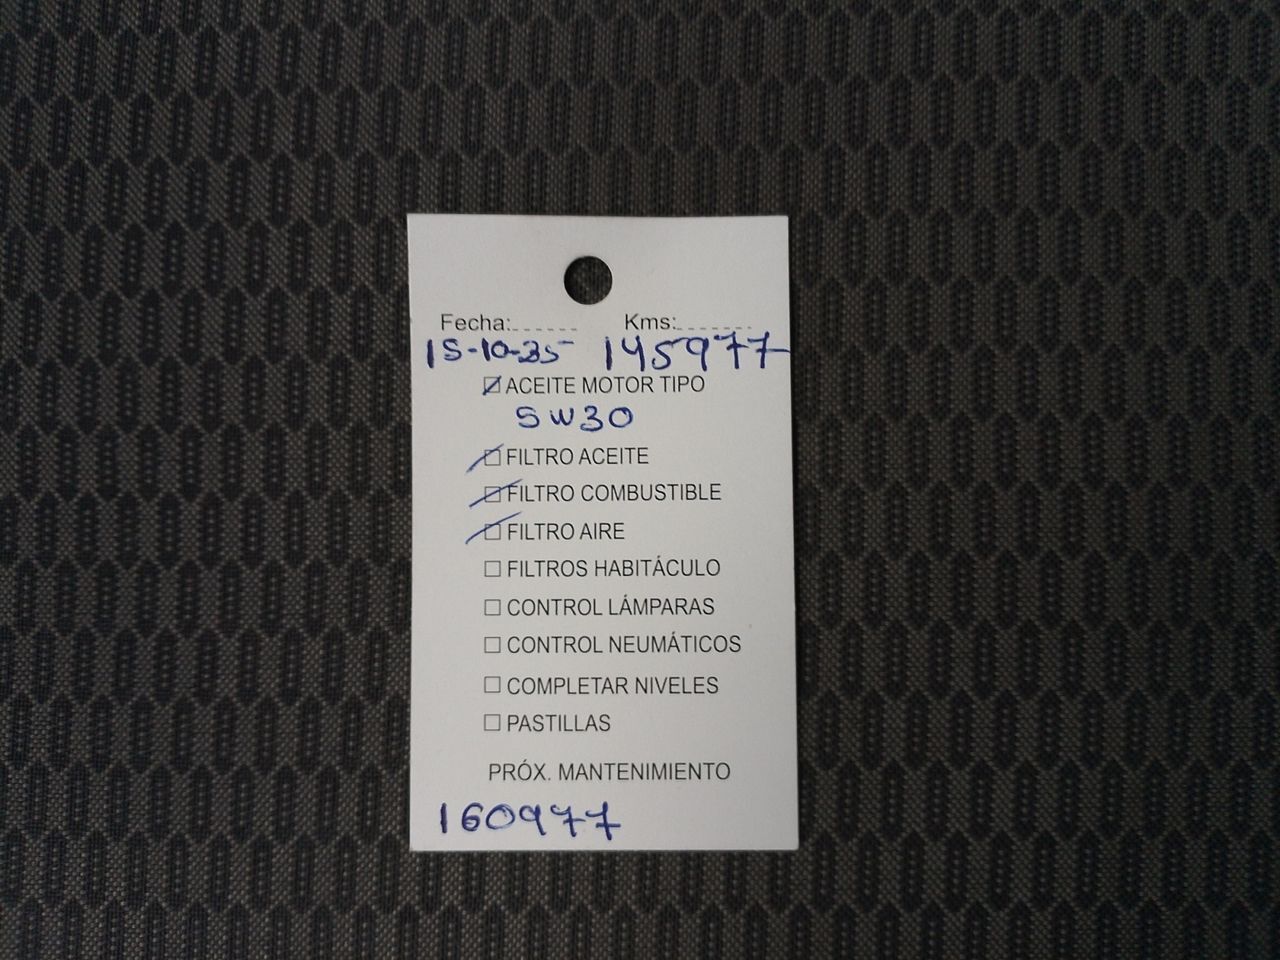 Fecha:...... Kms:.......
15-10-25 145977
ACEITE MOTOR TIPO
5W30
FILTRO ACEITE
FILTRO COMBUSTIBLE
FILTRO AIRE
FILTROS HABITÁCULO
CONTROL LÁMPARAS
CONTROL NEUMÁTICOS
COMPLETAR NIVELES
PASTILLAS
PRÓX. MANTENIMIENTO
160977